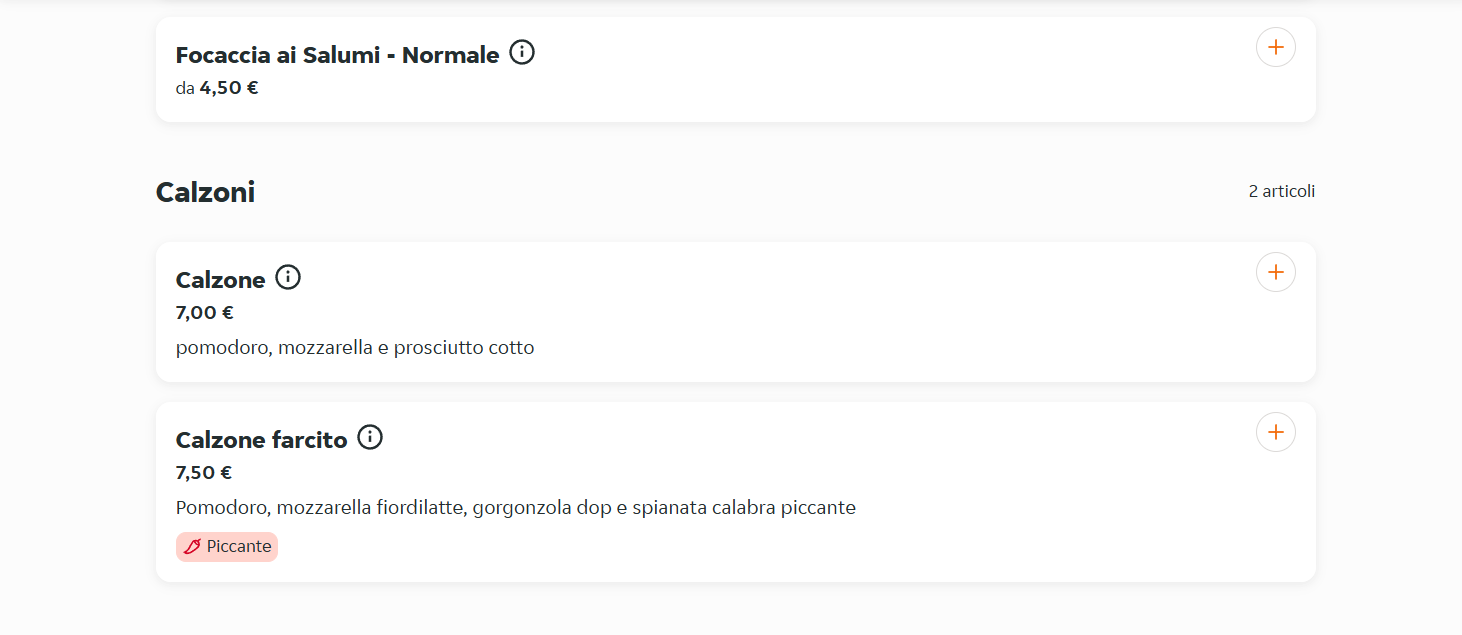 Focaccia ai Salumi - Normale
da 4,50 €
Calzoni
2 articoli
Calzone
7,00 €
pomodoro, mozzarella e prosciutto cotto
Calzone farcito
7,50 €
Pomodoro, mozzarella fiordilatte, gorgonzola dop e spianata calabra piccante
Piccante